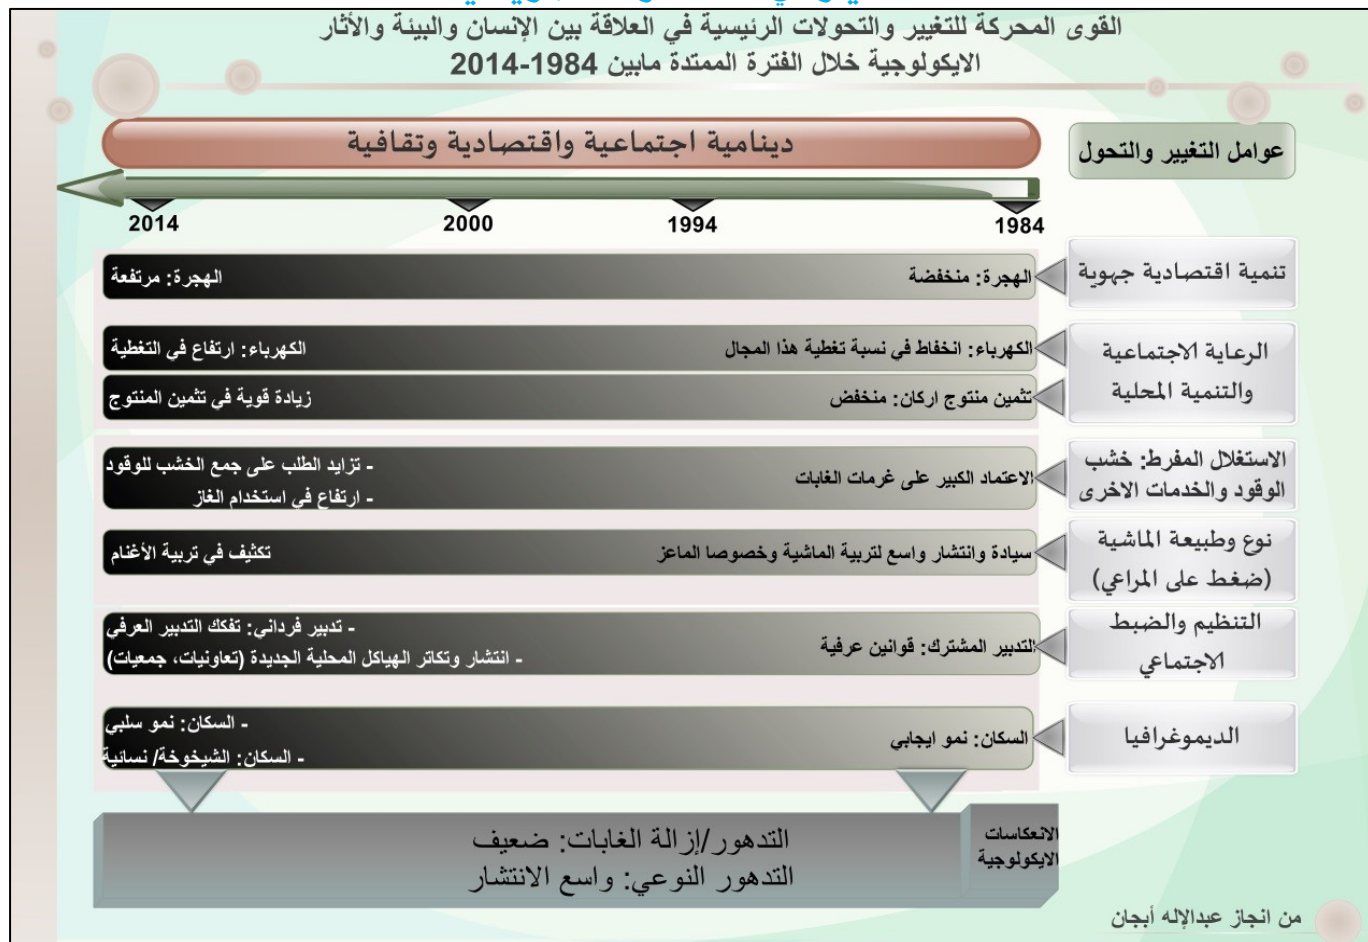 القوى المحركة للتغيير والتحولات الرئيسية في العلاقة بين الإنسان والبيئة والأثار
الايكولوجية خلال الفترة الممتدة مابين 1984-2014
عوامل التغيير والتحول
دينامية اجتماعية واقتصادية وتقافية
1984
1994
2000
2014
تنمية اقتصادية جهوية
الهجرة: منخفضة
الهجرة: مرتفعة
الرعاية الاجتماعية
والتنمية المحلية
الكهرباء: انخفاط في نسبة تغطية هذا المجال
الكهرباء: ارتفاع في التغطية
تثمين منتوج اركان: منخفض
زيادة قوية في تثمين المنتوج
الاستغلال المفرط: خشب
الوقود والخدمات الاخرى
الاعتماد الكبير على غرمات الغابات
- تزايد الطلب على جمع الخشب للوقود
- ارتفاع في استخدام الغاز
نوع وطبيعة الماشية
(ضغط على المراعي)
سيادة وانتشار واسع لتربية الماشية وخصوصا الماعز
تكثيف في تربية الأغنام
التنظيم والضبط
الاجتماعي
التدبير المشترك: قوانين عرفية
- تدبير فرداني: تفكك التدبير العرفي
- انتشار وتكاتر الهياكل المحلية الجديدة (تعاونيات، جمعيات)
الديموغرافيا
السكان: نمو ايجابي
- السكان: نمو سلبي
- السكان: الشيخوخة/ نسائية
الانعكاسات
الايكولوجية
التدهور/إزالة الغابات: ضعيف
التدهور النوعي: واسع الانتشار
من انجاز عبدالإله أبجان